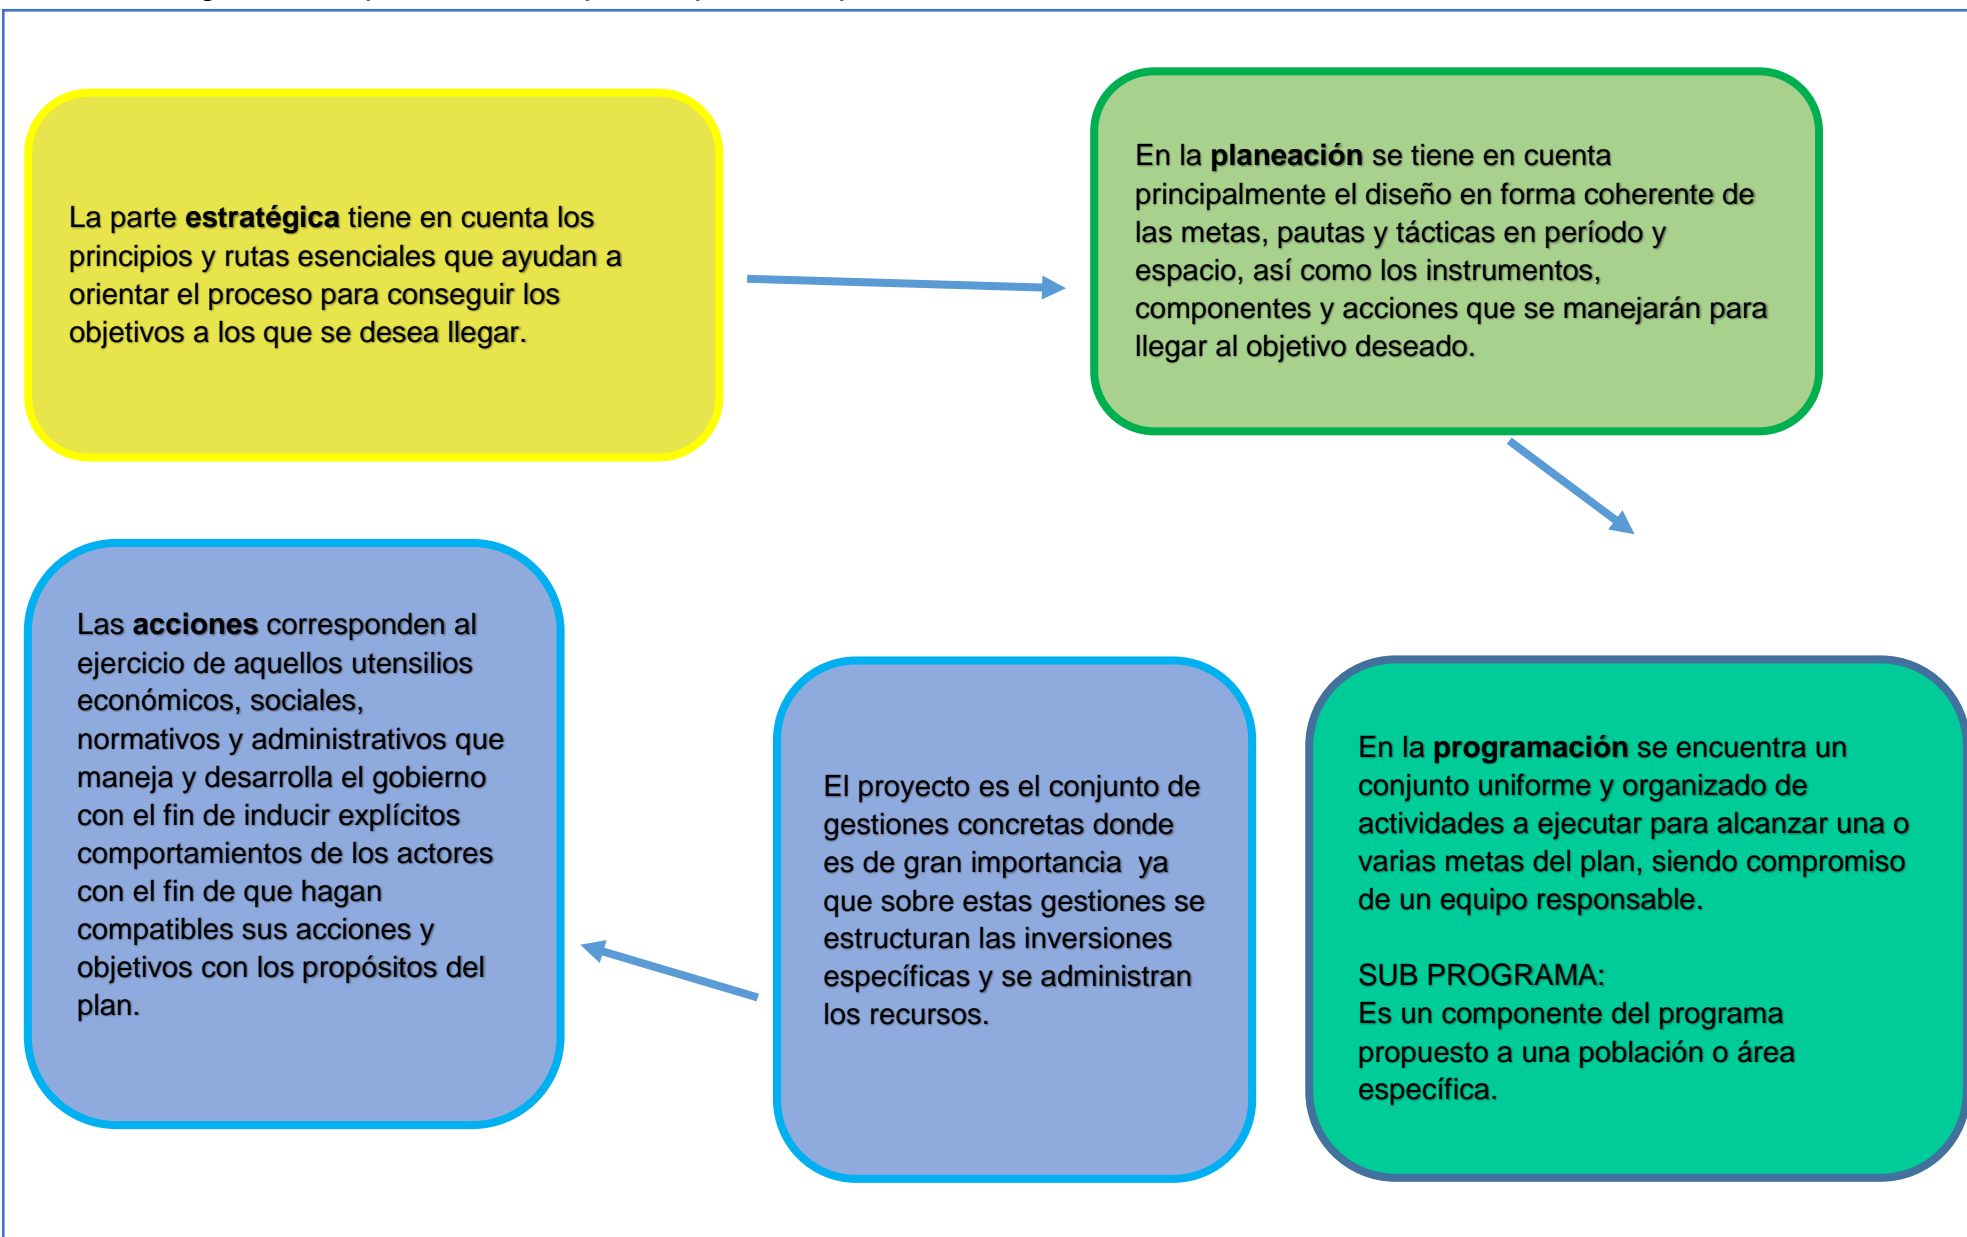 La parte estratégica tiene en cuenta los
principios y rutas esenciales que ayudan a
orientar el proceso para conseguir los
objetivos a los que se desea llegar.
En la planeación se tiene en cuenta
principalmente el diseño en forma coherente de
las metas, pautas y tácticas en período y
espacio, así como los instrumentos,
componentes y acciones que se manejarán para
llegar al objetivo deseado.
En la programación se encuentra un
conjunto uniforme y organizado de
actividades a ejecutar para alcanzar una o
varias metas del plan, siendo compromiso
de un equipo responsable.
SUB PROGRAMA:
Es un componente del programa
propuesto a una población o área
específica.
El proyecto es el conjunto de
gestiones concretas donde
es de gran importancia ya
que sobre estas gestiones se
estructuran las inversiones
específicas y se administran
los recursos.
Las acciones corresponden al
ejercicio de aquellos utensilios
económicos, sociales,
normativos y administrativos que
maneja y desarrolla el gobierno
con el fin de inducir explícitos
comportamientos de los actores
con el fin de que hagan
compatibles sus acciones y
objetivos con los propósitos del
plan.